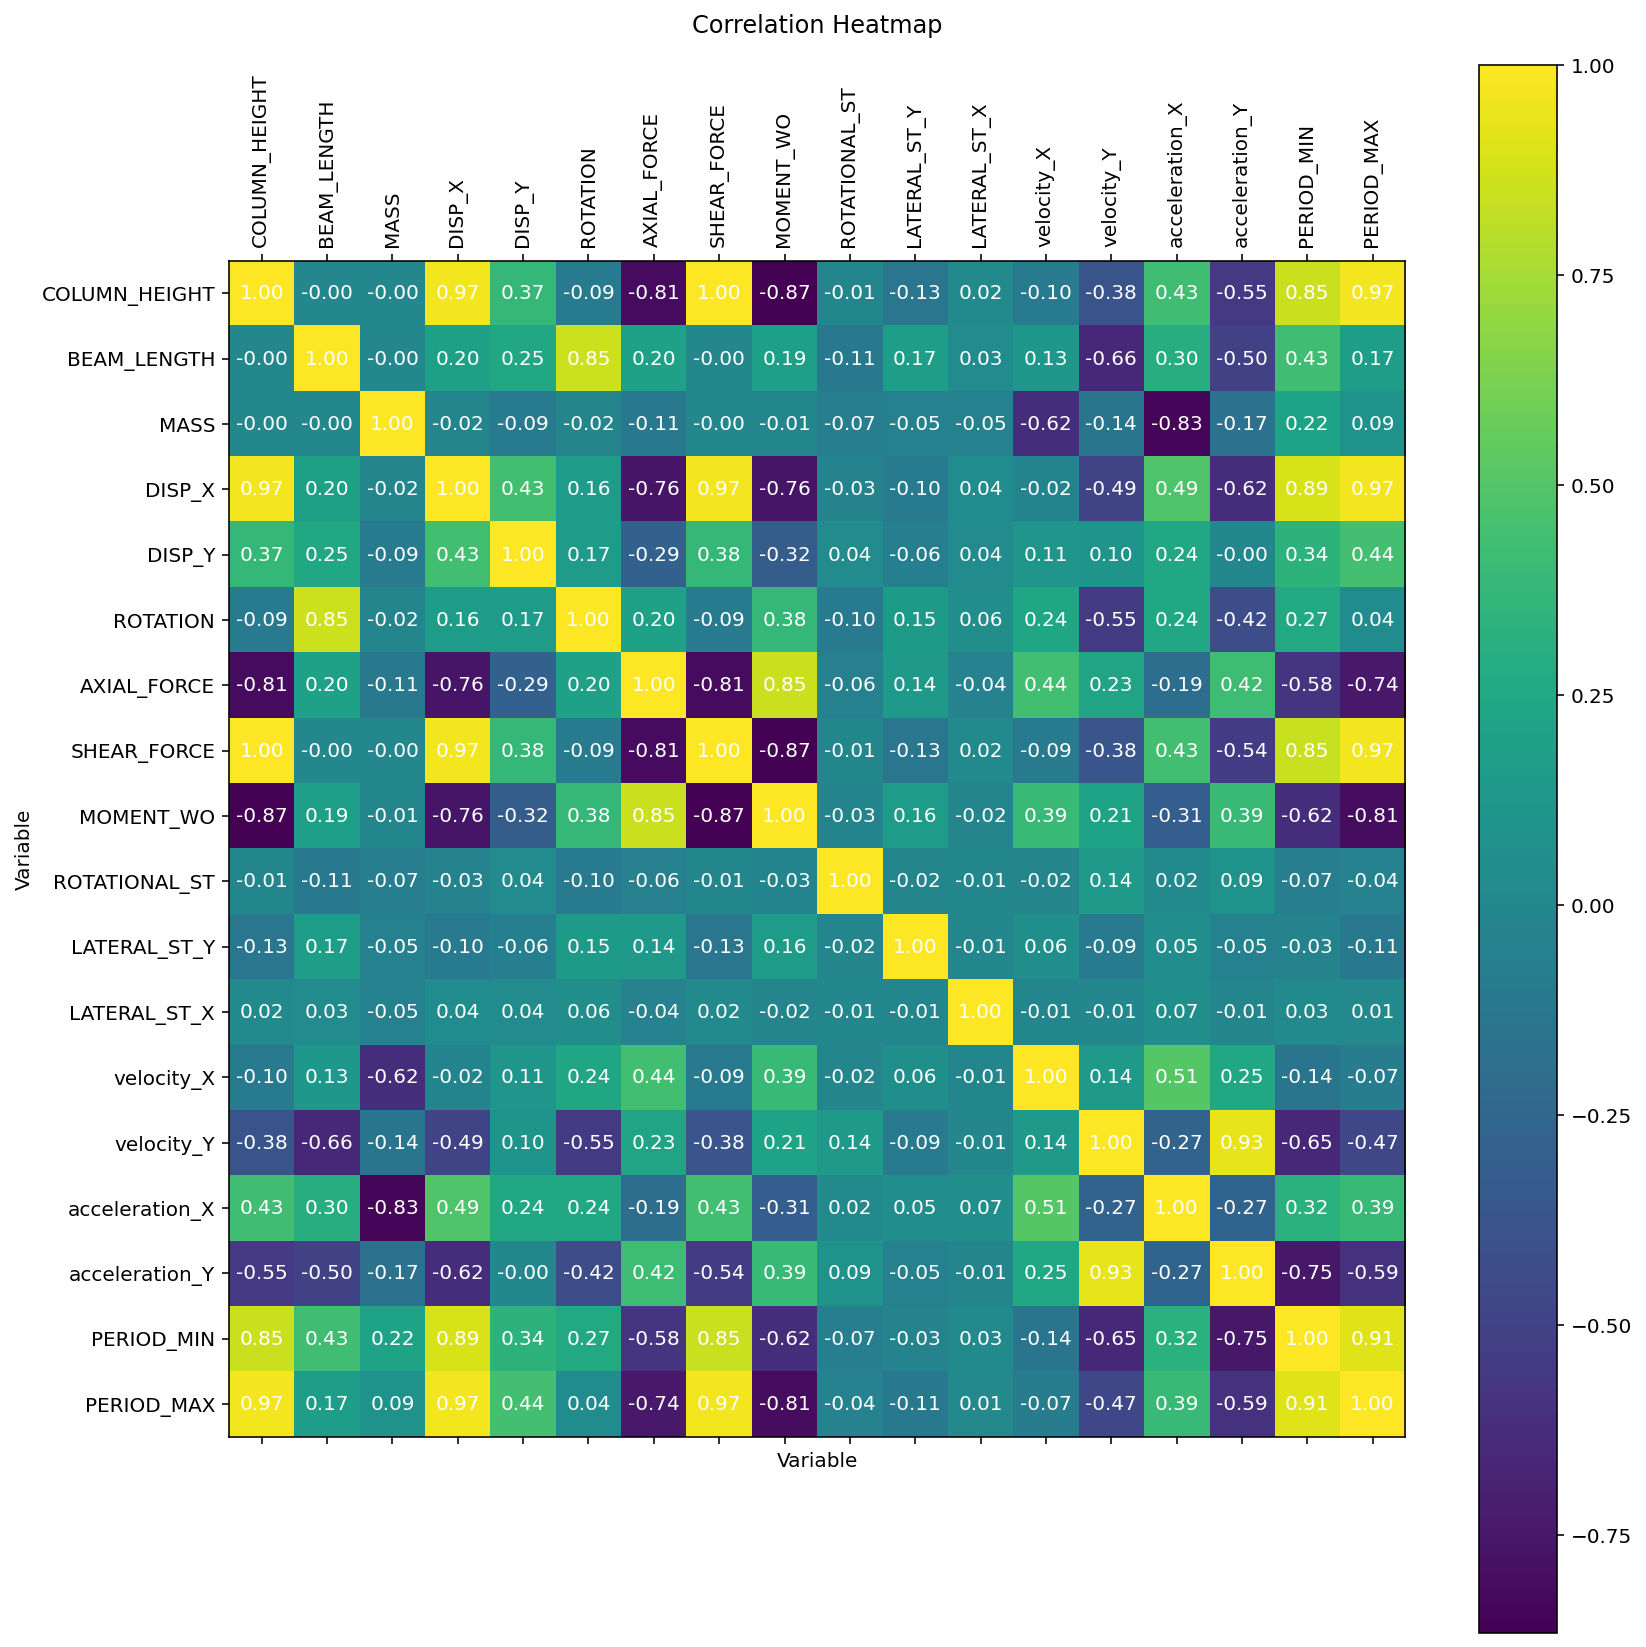 Correlation Heatmap
COLUMN_HEIGHT BEAM_LENGTH MASS DISP_X DISP_Y ROTATION AXIAL_FORCE SHEAR_FORCE MOMENT_WO ROTATIONAL_ST LATERAL_ST_Y LATERAL_ST_X velocity_X velocity_Y acceleration_X acceleration_Y PERIOD_MIN PERIOD_MAX
COLUMN_HEIGHT 1.00 -0.00 -0.00 0.97 0.37 -0.09 -0.81 1.00 -0.87 -0.01 -0.13 0.02 -0.10 -0.38 0.43 -0.55 0.85 0.97
BEAM_LENGTH -0.00 1.00 -0.00 0.20 0.25 0.85 0.20 -0.00 0.19 -0.11 0.17 0.03 0.13 -0.66 0.30 -0.50 0.43 0.17
MASS -0.00 -0.00 1.00 -0.02 -0.09 -0.02 -0.11 -0.00 -0.01 -0.07 -0.05 -0.05 -0.62 -0.14 -0.83 -0.17 0.22 0.09
DISP_X 0.97 0.20 -0.02 1.00 0.43 0.16 -0.76 0.97 -0.76 -0.03 -0.10 0.04 -0.02 -0.49 0.49 -0.62 0.89 0.97
DISP_Y 0.37 0.25 -0.09 0.43 1.00 0.17 -0.29 0.38 -0.32 0.04 -0.06 0.04 0.11 0.10 0.24 -0.00 0.34 0.44
ROTATION -0.09 0.85 -0.02 0.16 0.17 1.00 0.20 -0.09 0.38 -0.10 0.15 0.06 0.24 -0.55 0.24 -0.42 0.27 0.04
AXIAL_FORCE -0.81 0.20 -0.11 -0.76 -0.29 0.20 1.00 -0.81 0.85 -0.06 0.14 -0.04 0.44 0.23 -0.19 0.42 -0.58 -0.74
SHEAR_FORCE 1.00 -0.00 -0.00 0.97 0.38 -0.09 -0.81 1.00 -0.87 -0.01 -0.13 0.02 -0.09 -0.38 0.43 -0.54 0.85 0.97
MOMENT_WO -0.87 0.19 -0.01 -0.76 -0.32 0.38 0.85 -0.87 1.00 -0.03 0.16 -0.02 0.39 0.21 -0.31 0.39 -0.62 -0.81
ROTATIONAL_ST -0.01 -0.11 -0.07 -0.03 0.04 -0.10 -0.06 -0.01 -0.03 1.00 -0.02 -0.01 -0.02 0.14 0.02 0.09 -0.07 -0.04
LATERAL_ST_Y -0.13 0.17 -0.05 -0.10 -0.06 0.15 0.14 -0.13 0.16 -0.02 1.00 -0.01 0.06 -0.09 0.05 -0.05 -0.03 -0.11
LATERAL_ST_X 0.02 0.03 -0.05 0.04 0.04 0.06 -0.04 0.02 -0.02 -0.01 -0.01 1.00 -0.01 -0.01 0.07 -0.01 0.03 0.01
velocity_X -0.10 0.13 -0.62 -0.02 0.11 0.24 0.44 -0.09 0.39 -0.02 0.06 -0.01 1.00 0.14 0.51 0.25 -0.14 -0.07
velocity_Y -0.38 -0.66 -0.14 -0.49 0.10 -0.55 0.23 -0.38 0.21 0.14 -0.09 -0.01 0.14 1.00 -0.27 0.93 -0.65 -0.47
acceleration_X 0.43 0.30 -0.83 0.49 0.24 0.24 -0.19 0.43 -0.31 0.02 0.05 0.07 0.51 -0.27 1.00 -0.27 0.32 0.39
acceleration_Y -0.55 -0.50 -0.17 -0.62 -0.00 -0.42 0.42 -0.54 0.39 0.09 -0.05 -0.01 0.25 0.93 -0.27 1.00 -0.75 -0.59
PERIOD_MIN 0.85 0.43 0.22 0.89 0.34 0.27 -0.58 0.85 -0.62 -0.07 -0.03 0.03 -0.14 -0.65 0.32 -0.75 1.00 0.91
PERIOD_MAX 0.97 0.17 0.09 0.97 0.44 0.04 -0.74 0.97 -0.81 -0.04 -0.11 0.01 -0.07 -0.47 0.39 -0.59 0.91 1.00
Variable
Variable
1.00
0.75
0.50
0.25
0.00
−0.25
−0.50
−0.75